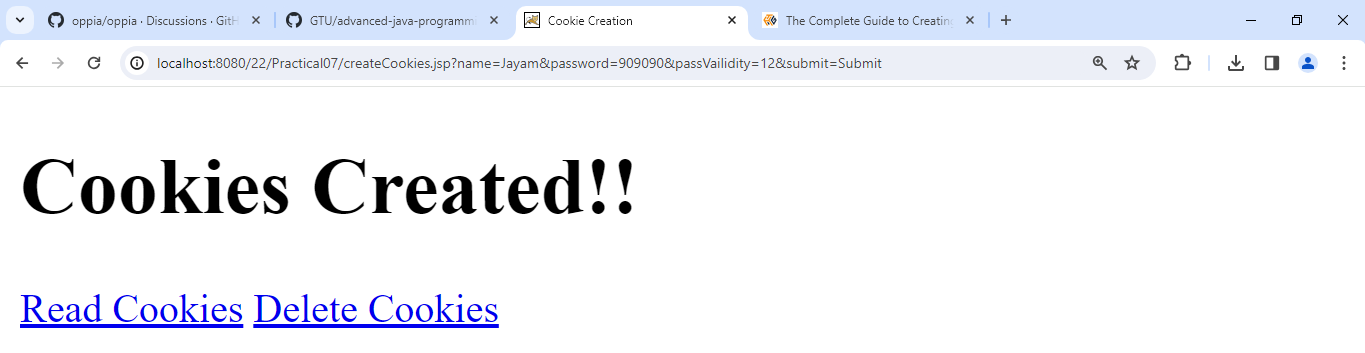 oppia/oppia · Discussions · GitH
GTU/advanced-java-programm
Cookie Creation
The Complete Guide to Creating
localhost:8080/22/Practical07/createCookies.jsp?name=Jayam&password=909090&passVailidity=12&submit=Submit
Cookies Created!!
Read Cookies Delete Cookies